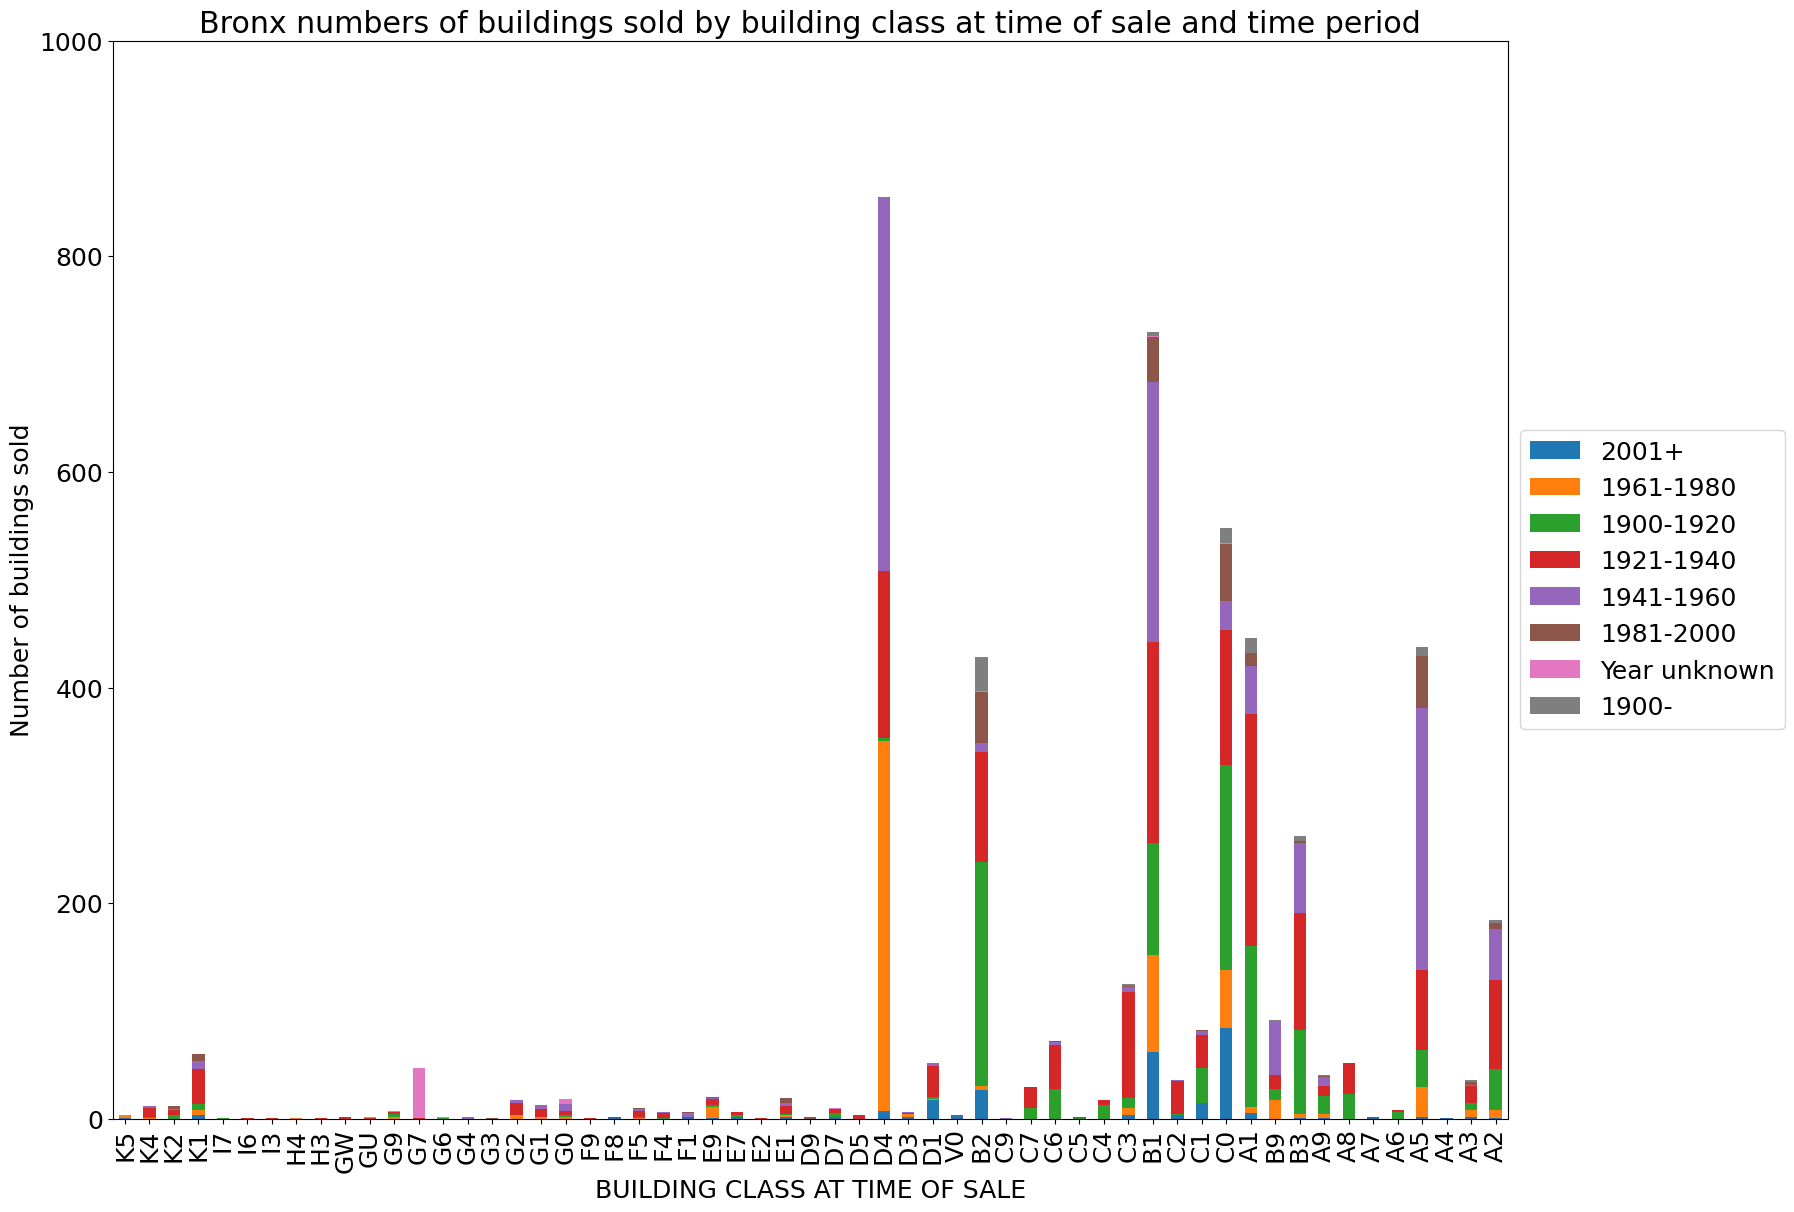 Bronx numbers of buildings sold by building class at time of sale and time period
1000
800
600
400
200
0
Number of buildings sold
K5 K4 K2 K1 I7 I6 I3 H4 H3 GW GU G9 G7 G6 G4 G3 G2 G1 G0 F9 F8 F5 F4 F1 E9 E7 E2 E1 D9 D7 D5 D4 D3 D1 V0 B2 C9 C7 C6 C5 C4 C3 B1 C2 C1 C0 A1 B9 B3 A9 A8 A7 A6 A5 A4 A3 A2
BUILDING CLASS AT TIME OF SALE
2001+
1961-1980
1900-1920
1921-1940
1941-1960
1981-2000
Year unknown
1900-